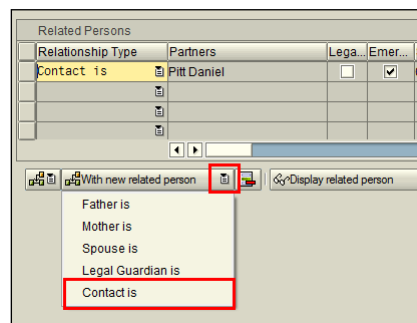 Related Persons
Relationship Type Partners Lega... Emer...
Contact is Pitt Daniel
With new related person Display related person
Father is
Mother is
Spouse is
Legal Guardian is
Contact is